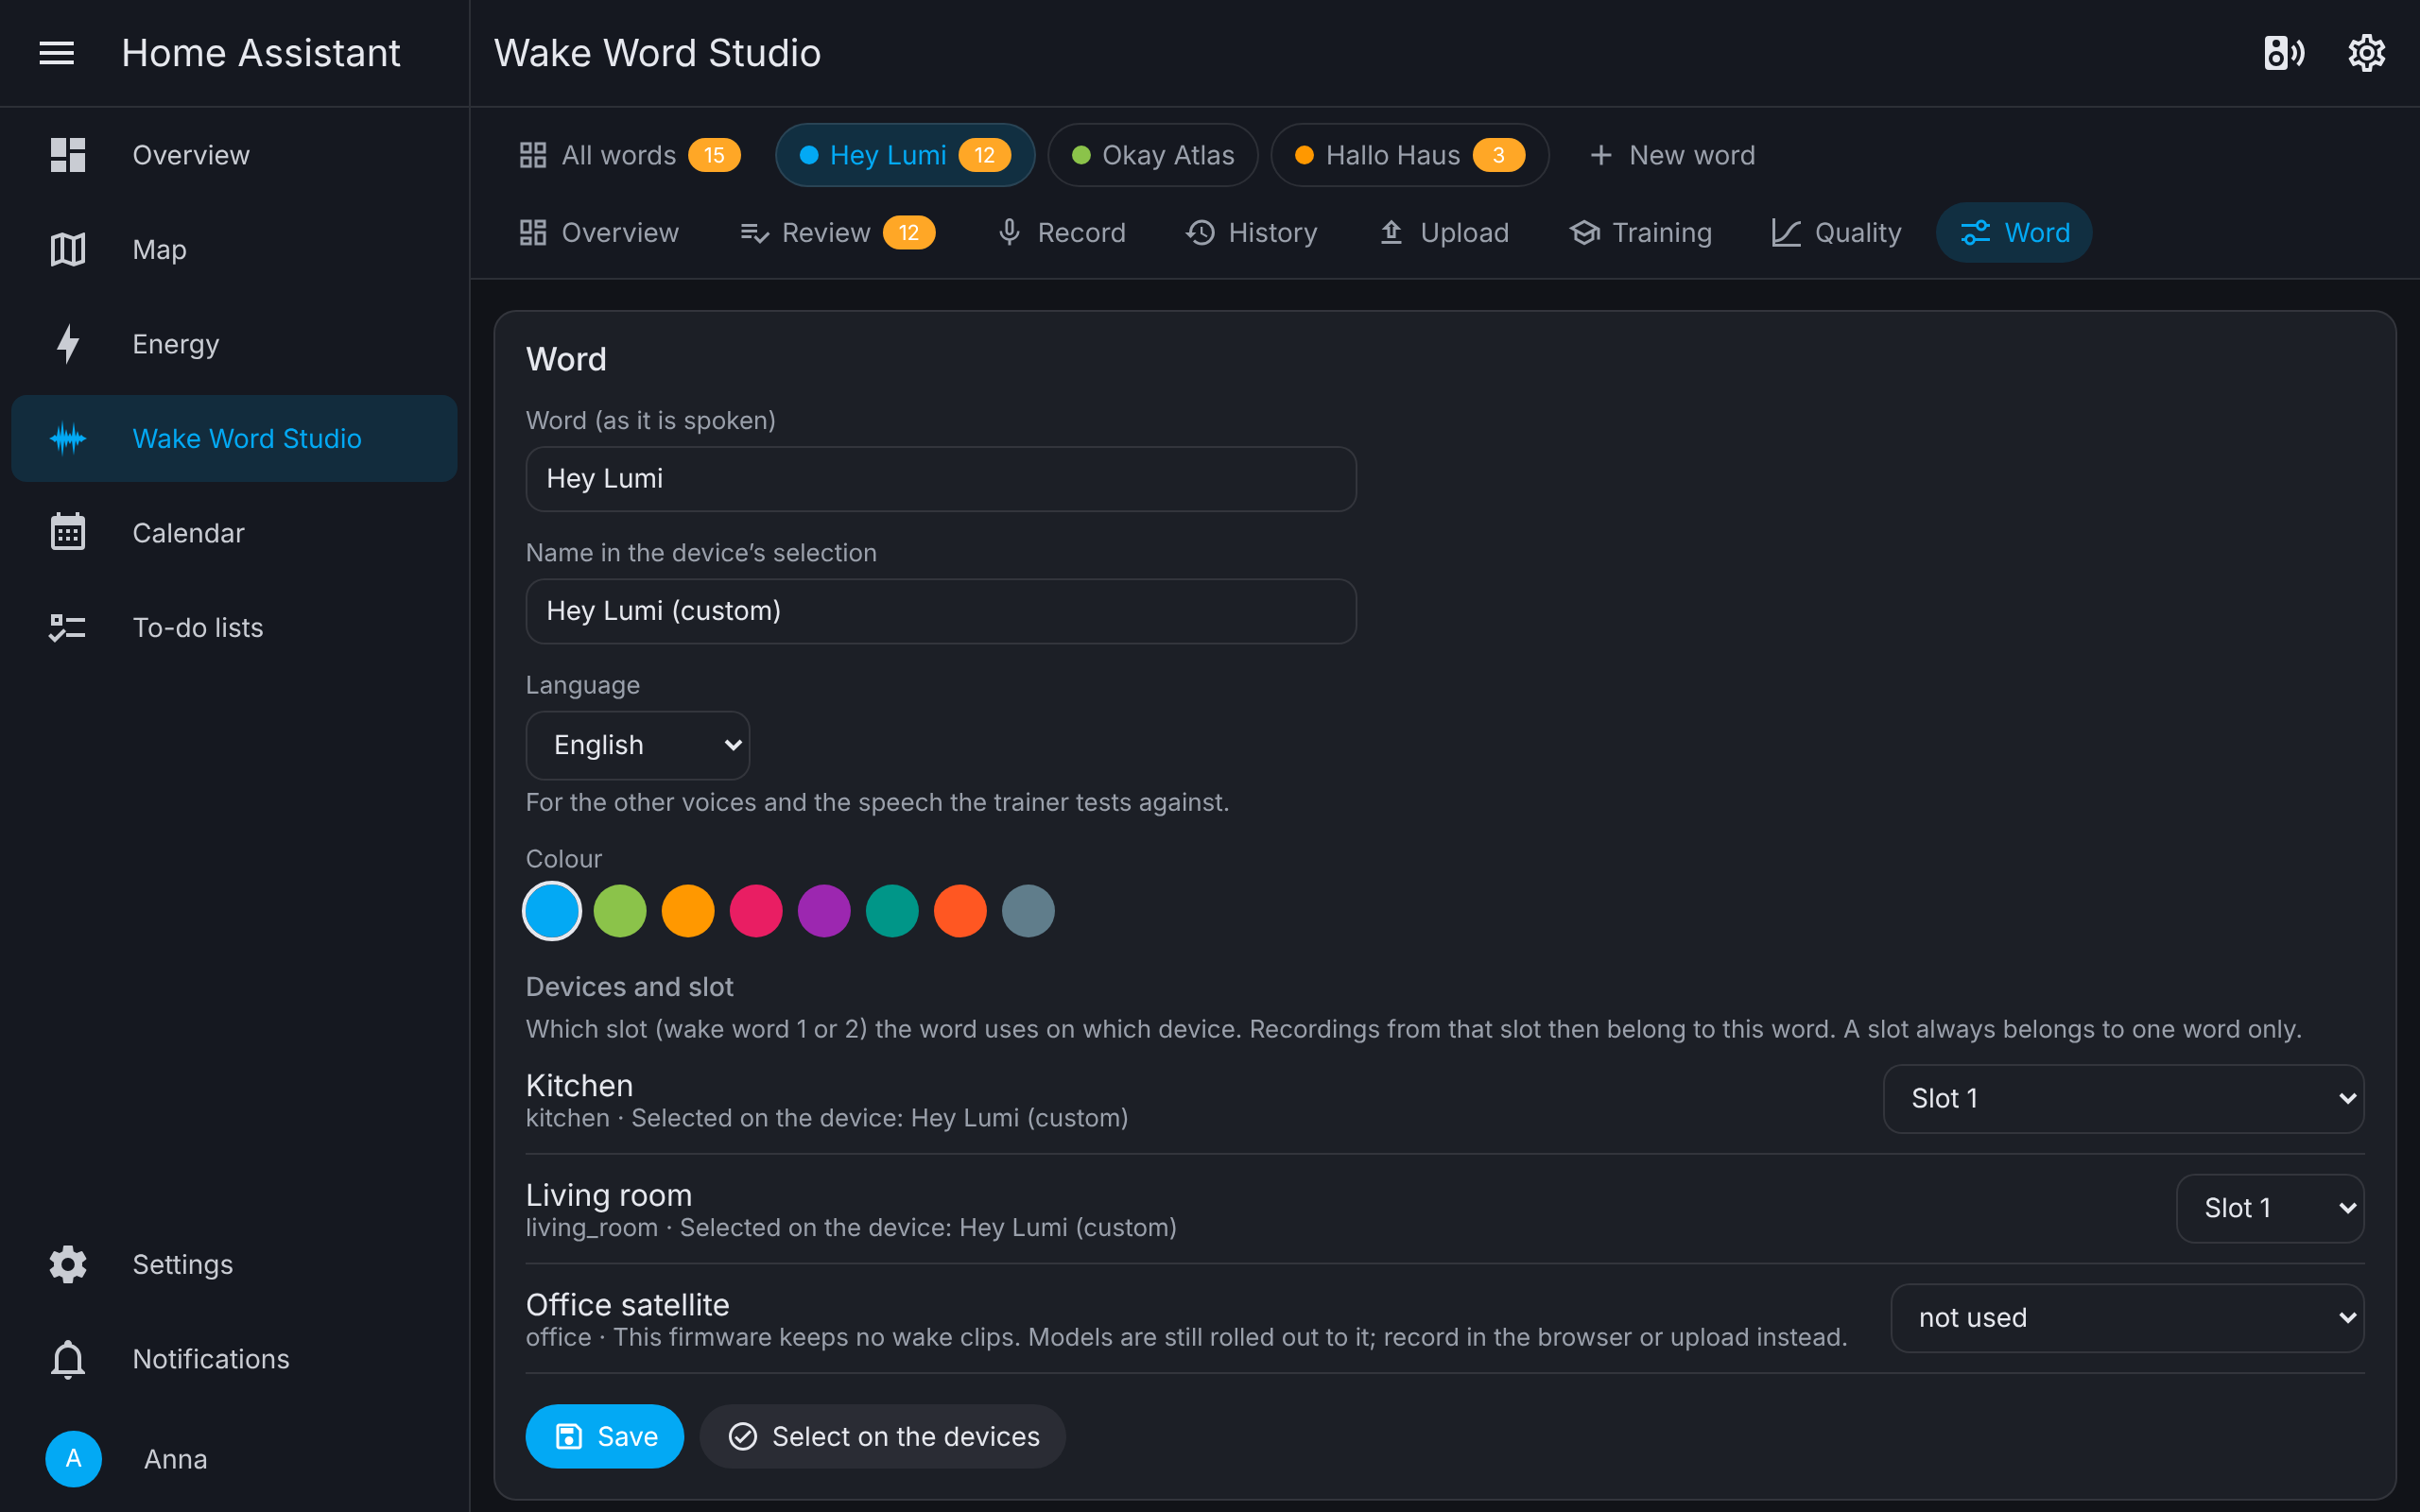 Home Assistant
Wake Word Studio
Overview
Map
Energy
Wake Word Studio
Calendar
To-do lists
Settings
Notifications
A Anna
All words 15 Hey Lumi 12 Okay Atlas Hallo Haus 3 New word
Overview Review 12 Record History Upload Training Quality Word
Word
Word (as it is spoken)
Hey Lumi
Name in the device’s selection
Hey Lumi (custom)
Language
English
For the other voices and the speech the trainer tests against.
Colour
Devices and slot
Which slot (wake word 1 or 2) the word uses on which device. Recordings from that slot then belong to this word. A slot always belongs to one word only.
Kitchen
kitchen · Selected on the device: Hey Lumi (custom)
Slot 1
Living room
living_room · Selected on the device: Hey Lumi (custom)
Slot 1
Office satellite
office · This firmware keeps no wake clips. Models are still rolled out to it; record in the browser or upload instead.
not used
Save Select on the devices